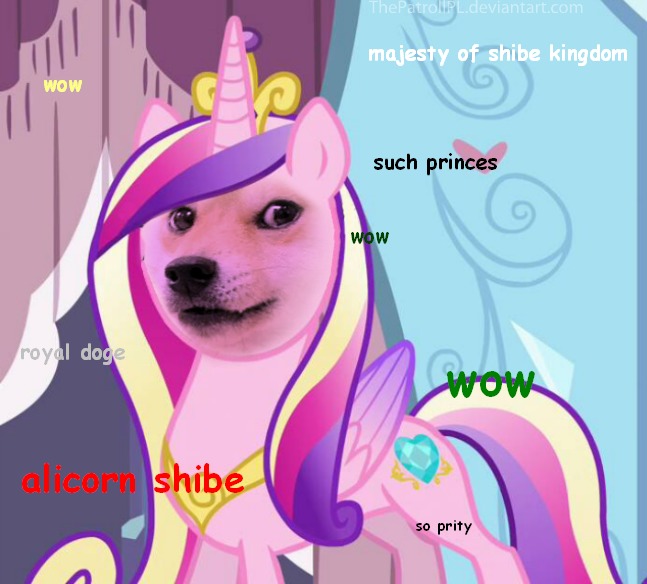 ThePatrollPL.deviantart.com
majesty of shibe kingdom
wow
such princes
wow
royal doge
wow
alicorn shibe
so prity